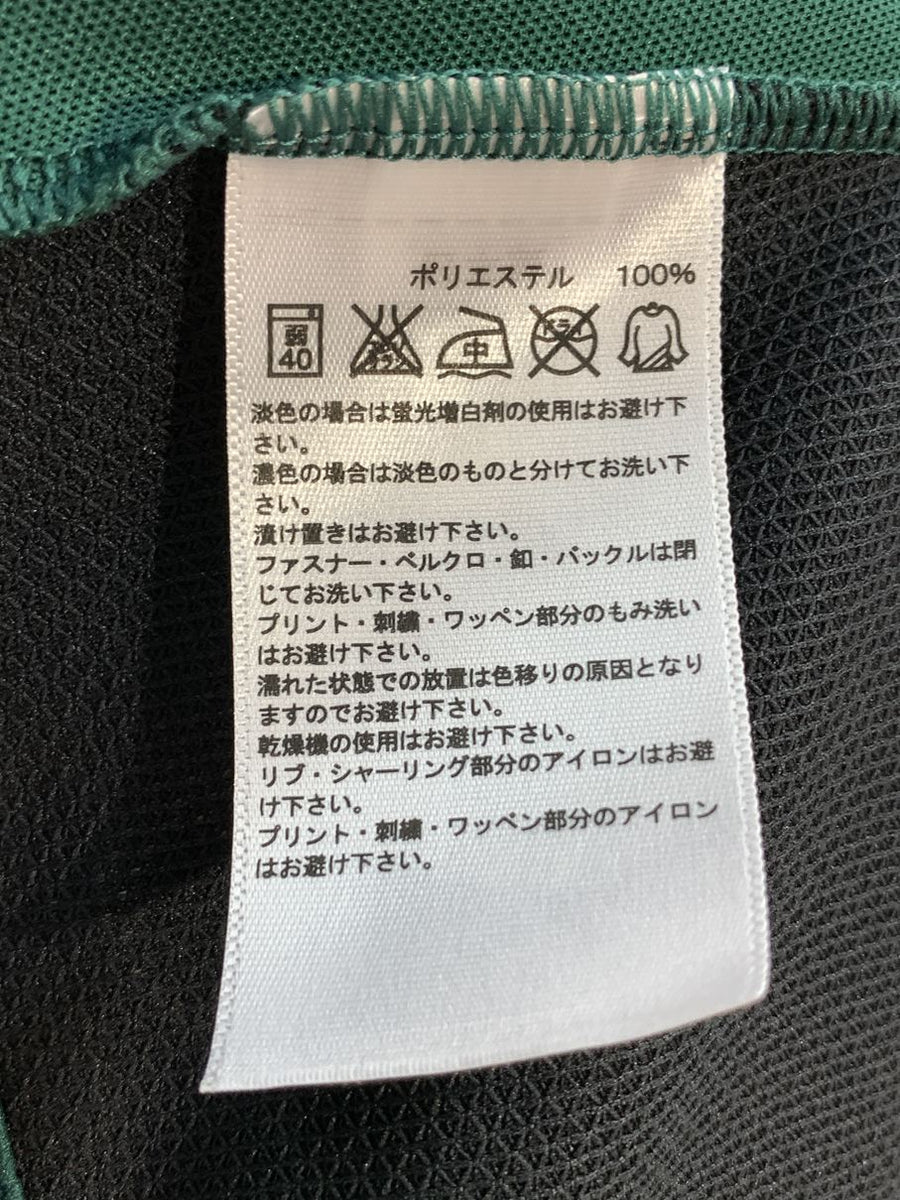 ポリエステル 100%
弱 中 ドライ
40
淡色の場合は蛍光増白剤の使用はお避け下
さい。
濃色の場合は淡色のものと分けてお洗い下
さい。
漬け置きはお避け下さい。
ファスナー・ベルクロ・釦・バックルは閉
じてお洗い下さい。
プリント・刺繍・ワッペン部分のもみ洗い
はお避け下さい。
濡れた状態での放置は色移りの原因となり
ますのでお避け下さい。
乾燥機の使用はお避け下さい。
リブ・シャーリング部分のアイロンはお避
け下さい。
プリント・刺繍・ワッペン部分のアイロン
はお避け下さい。